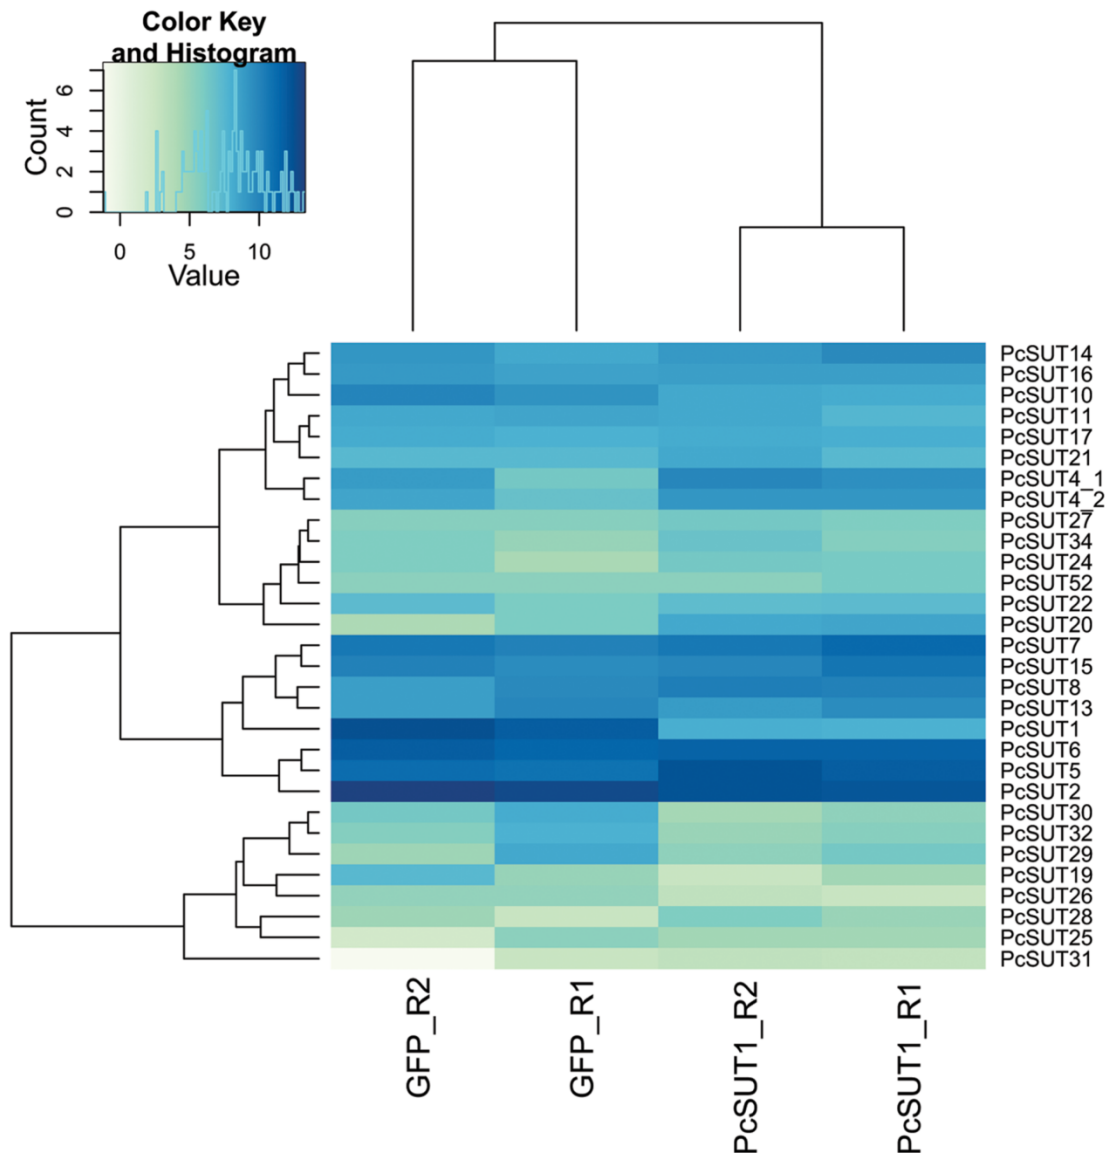 Color Key
and Histogram
Count
0
2
4
6
0
5
10
Value
PcSUT14
PcSUT16
PcSUT10
PcSUT11
PcSUT17
PcSUT21
PcSUT4_1
PcSUT4_2
PcSUT27
PcSUT34
PcSUT24
PcSUT52
PcSUT22
PcSUT20
PcSUT7
PcSUT15
PcSUT8
PcSUT13
PcSUT1
PcSUT6
PcSUT5
PcSUT2
PcSUT30
PcSUT32
PcSUT29
PcSUT19
PcSUT26
PcSUT28
PcSUT25
PcSUT31
GFP_R2
GFP_R1
PcSUT1_R2
PcSUT1_R1